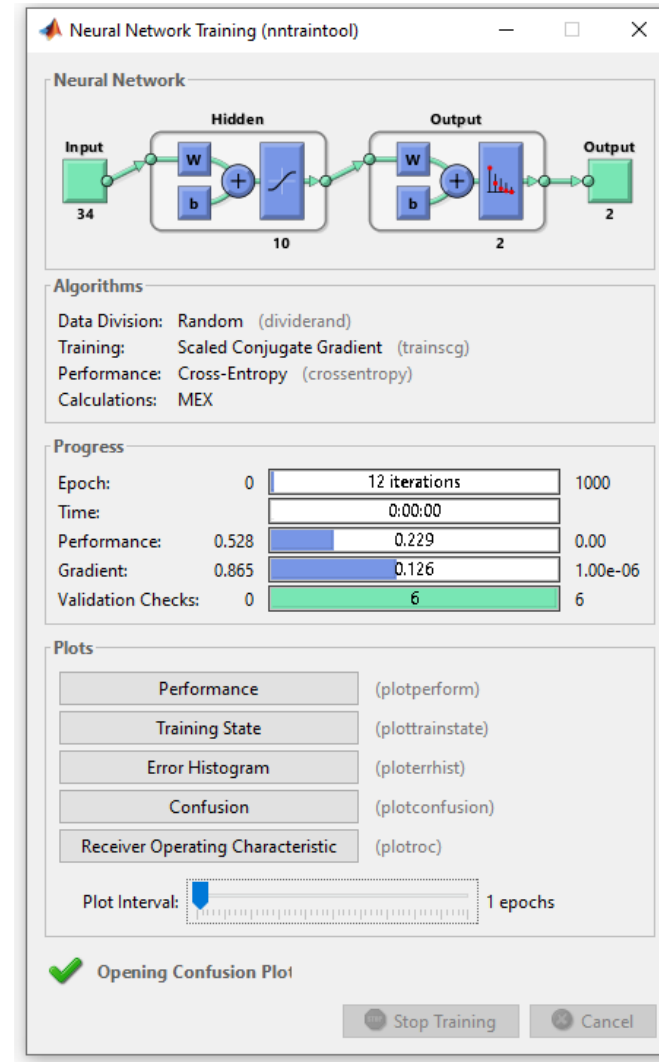 Neural Network Training (nntraintool)
Neural Network
Hidden Output
Input Output
W W
b b
34 10 2 2
Algorithms
Data Division: Random (dividerand)
Training: Scaled Conjugate Gradient (trainscg)
Performance: Cross-Entropy (crossentropy)
Calculations: MEX
Progress
Epoch: 0 12 iterations 1000
Time: 0:00:00
Performance: 0.528 0.229 0.00
Gradient: 0.865 0.126 1.00e-06
Validation Checks: 0 6 6
Plots
Performance (plotperform)
Training State (plottrainstate)
Error Histogram (ploterrhist)
Confusion (plotconfusion)
Receiver Operating Characteristic (plotroc)
Plot Interval: 1 epochs
Opening Confusion Plot
Stop Training Cancel